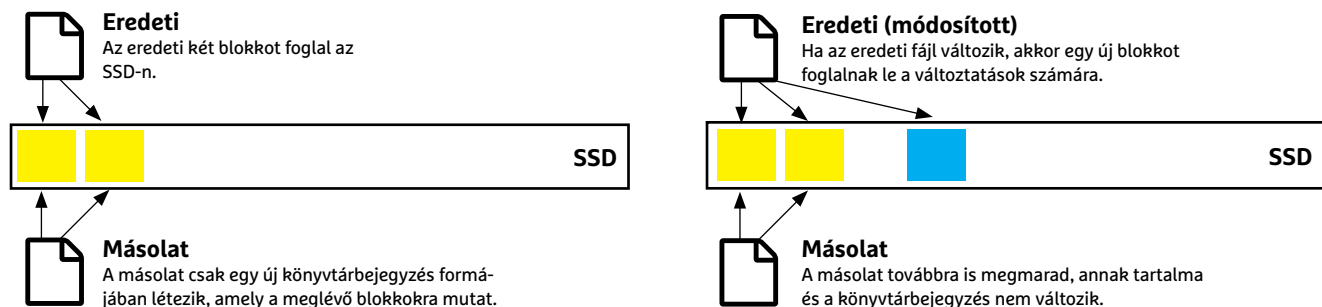 Eredeti
Az eredeti két blokkot foglal az
SSD-n.
SSD
Másolat
A másolat csak egy új könyvtárbejegyzés formá-
jában létezik, amely a meglévő blokkokra mutat.
Eredeti (módosított)
Ha az eredeti fájl változik, akkor egy új blokkot
foglalnak le a változtatások számára.
SSD
Másolat
A másolat továbbra is megmarad, annak tartalma
és a könyvtárbejegyzés nem változik.